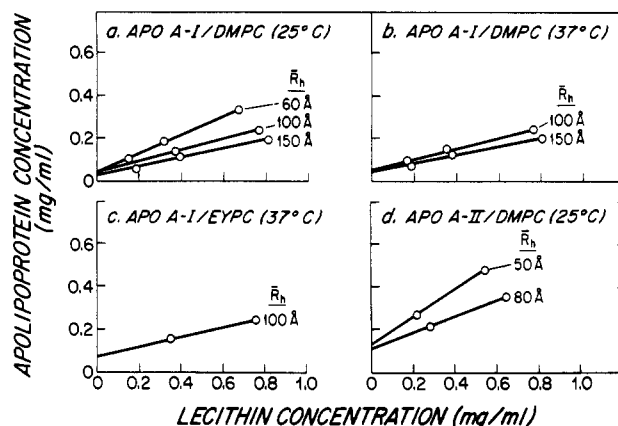 a. APO A-I/DMPC (25°C)
b. APO A-I/DMPC (37°C)
0.6
0.4
0.2
0
R̄h
60 Å
100 Å
150 Å
R̄h
100 Å
150 Å
c. APO A-I/EYPC (37°C)
d. APO A-II/DMPC (25°C)
0.6
0.4
0.2
0
R̄h
100 Å
R̄h
50 Å
80 Å
0 0.2 0.4 0.6 0.8 1.0
0 0.2 0.4 0.6 0.8 1.0
APOLIPOPROTEIN CONCENTRATION
(mg/ml)
LECITHIN CONCENTRATION (mg/ml)